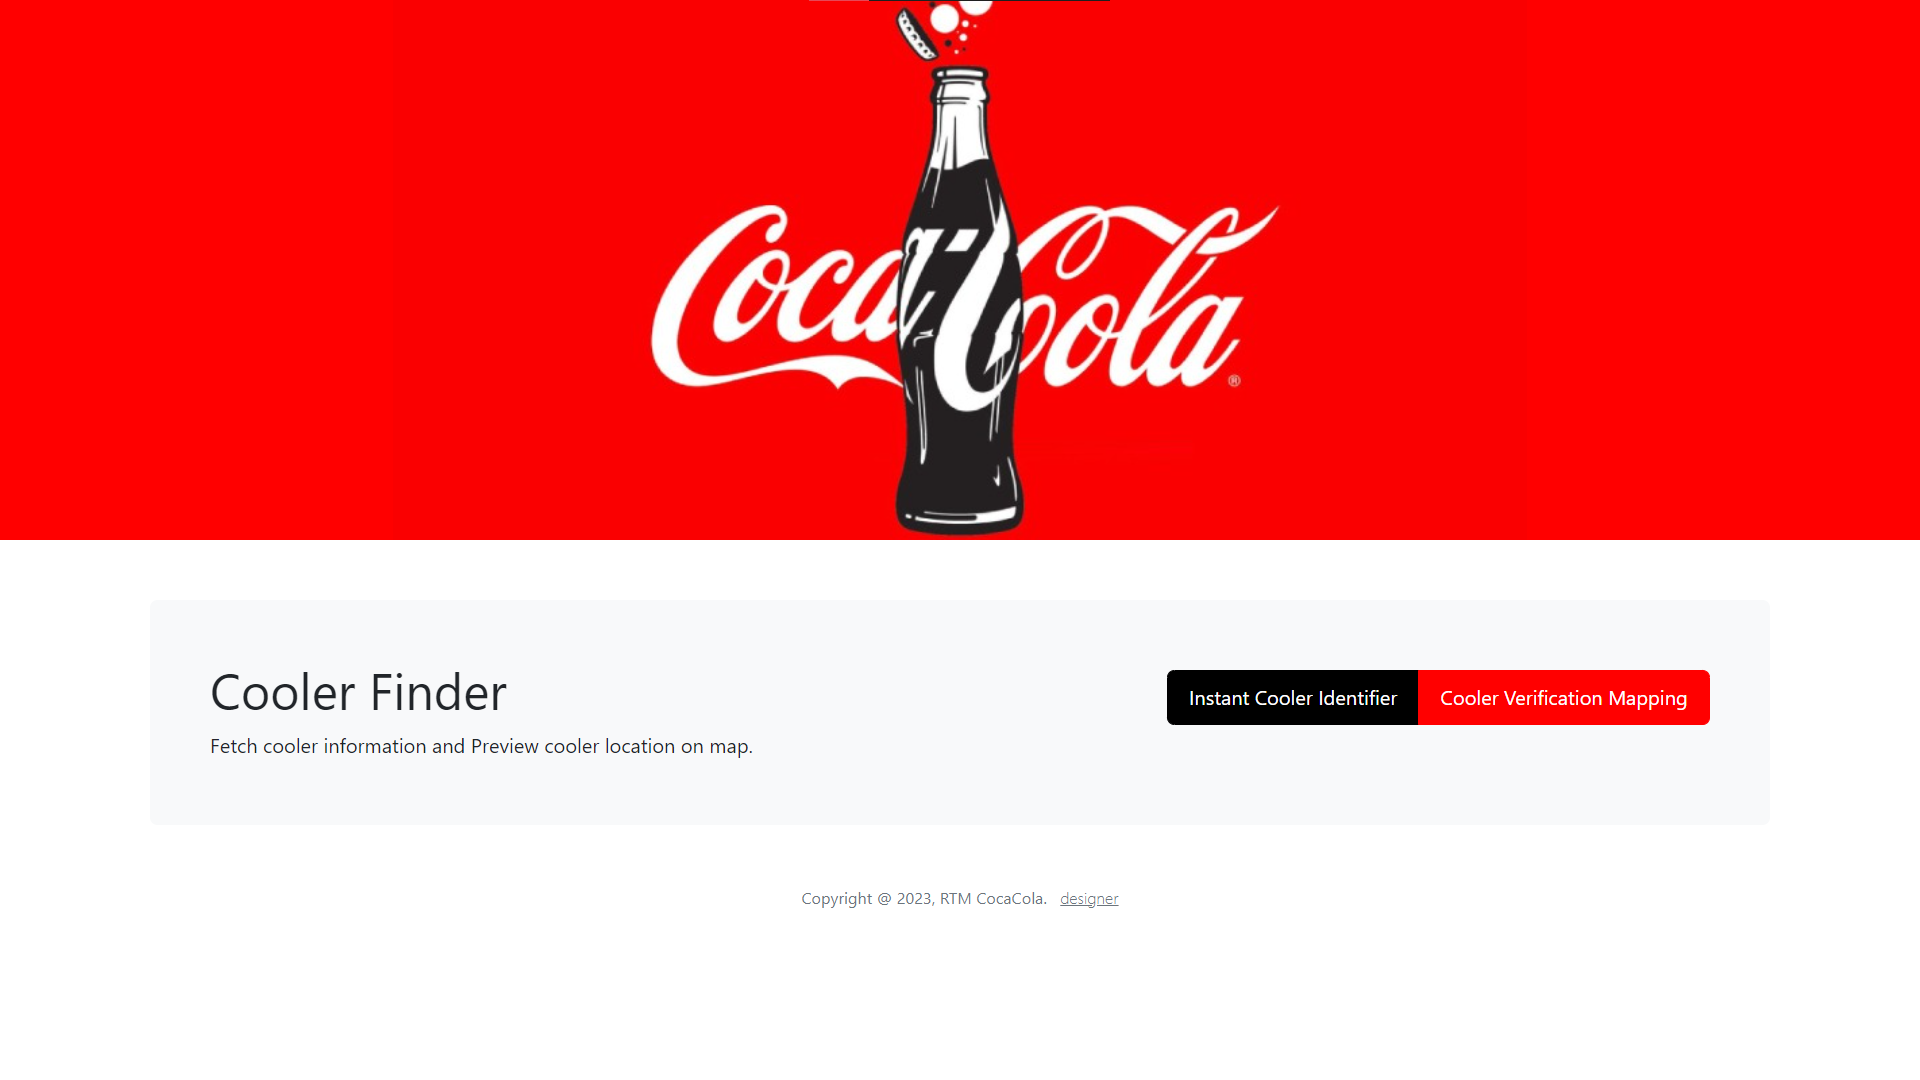 Coca-Cola®
Cooler Finder
Fetch cooler information and Preview cooler location on map.
Instant Cooler Identifier
Cooler Verification Mapping
Copyright @ 2023, RTM CocaCola. designer